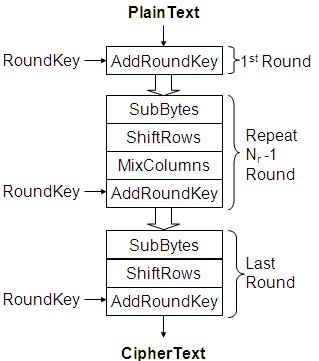 PlainText
RoundKey AddRoundKey 1st Round
SubBytes
ShiftRows
MixColumns
RoundKey AddRoundKey
Repeat
Nr -1
Round
SubBytes
ShiftRows
RoundKey AddRoundKey
Last
Round
CipherText